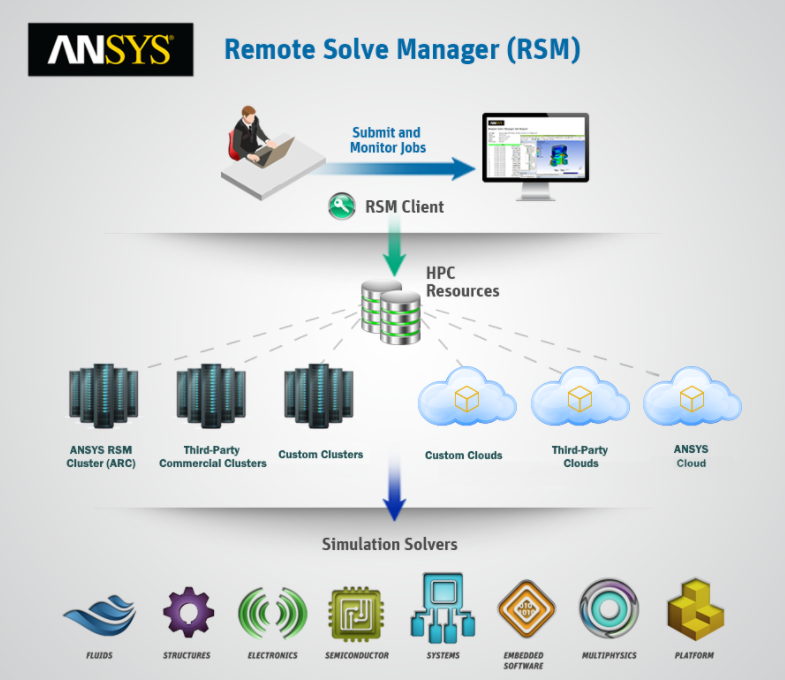 ANSYS®
Remote Solve Manager (RSM)
Submit and
Monitor Jobs
RSM Client
HPC
Resources
ANSYS RSM
Cluster (ARC)
Third-Party
Commercial Clusters
Custom Clusters
Custom Clouds
Third-Party
Clouds
ANSYS
Cloud
Simulation Solvers
FLUIDS
STRUCTURES
ELECTRONICS
SEMICONDUCTOR
SYSTEMS
010
1010
EMBEDDED
SOFTWARE
MULTIPHYSICS
PLATFORM